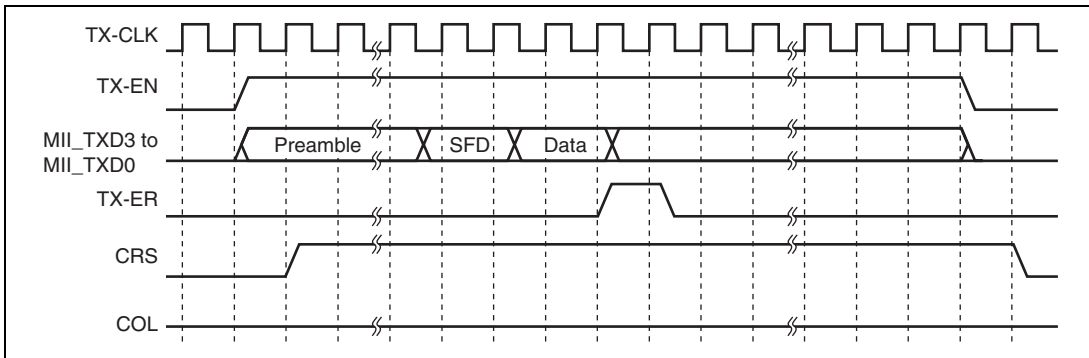 TX-CLK
TX-EN
MII_TXD3 to
MII_TXD0
Preamble
SFD
Data
TX-ER
CRS
COL